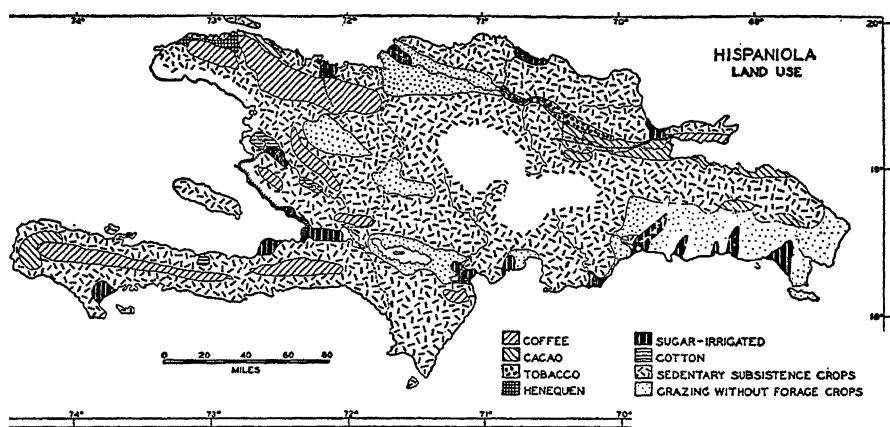 73° 72° 71° 70° 69° 20°
HISPANIOLA
LAND USE
19°
18°
0 20 40 60 80
MILES
COFFEE
CACAO
TOBACCO
HENEQUEN
SUGAR-IRRIGATED
COTTON
SEDENTARY SUBSISTENCE CROPS
GRAZING WITHOUT FORAGE CROPS
74° 73° 72° 71° 70°